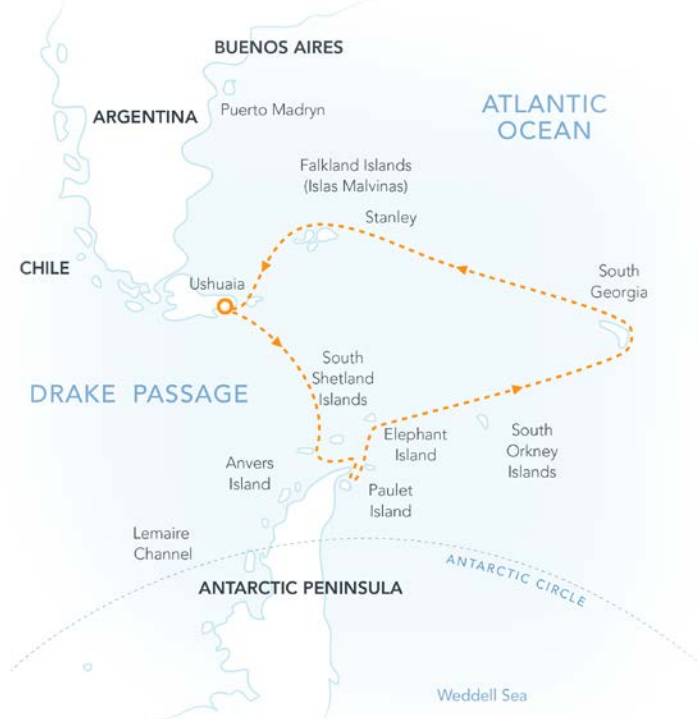 BUENOS AIRES
ATLANTIC
OCEAN
Puerto Madryn
ARGENTINA
Falkland Islands
(Islas Malvinas)
Stanley
CHILE
Ushuaia
South
Georgia
South
Shetland
Islands
DRAKE PASSAGE
Elephant
Island
South
Orkney
Islands
Anvers
Island
Paulet
Island
Lemaire
Channel
ANTARCTIC CIRCLE
ANTARCTIC PENINSULA
Weddell Sea